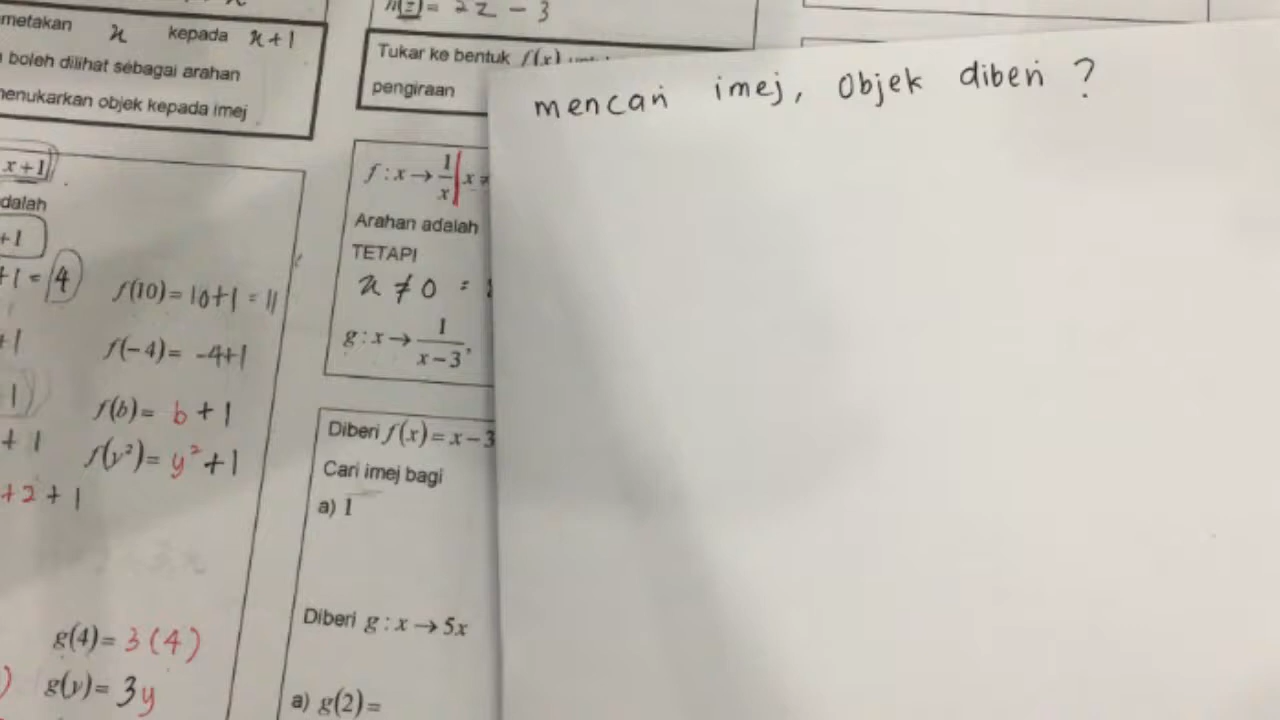 metakan x kepada x+1
boleh dilihat sebagai arahan
menukarkan objek kepada imej
x+1
dalah
+1
+1 = 4
f(10)= 10+1 = 11
+1
f(-4)= -4+1
1)
f(b)= b + 1
+ 1
f(y²)= y²+1
+2 + 1
g(4)= 3(4)
g(y)= 3y
= 2z - 3
Tukar ke bentuk f(x)
pengiraan
f : x → 1/x | x ≠
Arahan adalah
TETAPI
x ≠ 0 =
g : x → 1/(x-3),
Diberi f(x) = x - 3
Cari imej bagi
a) 1
Diberi g : x → 5x
a) g(2) =
mencari imej, Objek diberi ?